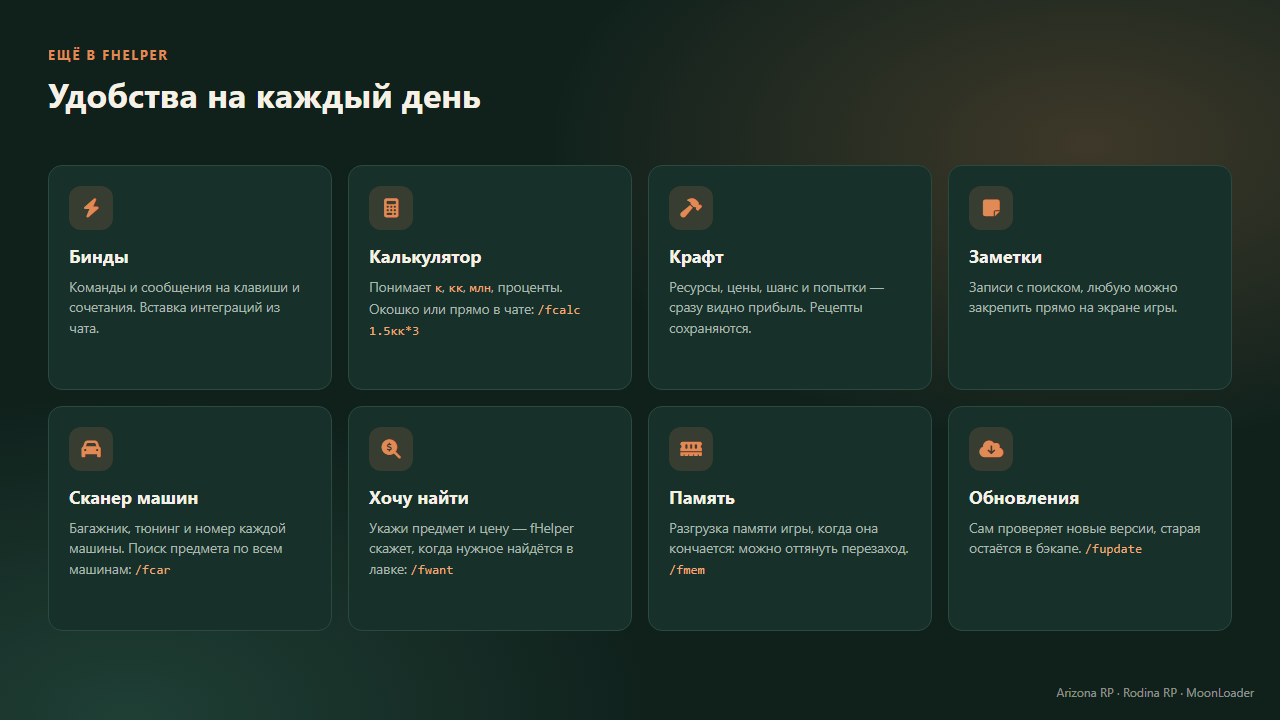 ЕЩЁ В FHELPER
Удобства на каждый день
Бинды
Команды и сообщения на клавиши и
сочетания. Вставка интеграций из
чата.
Калькулятор
Понимает к, кк, млн, проценты.
Окошко или прямо в чате: /fcalc
1.5кк*3
Крафт
Ресурсы, цены, шанс и попытки —
сразу видно прибыль. Рецепты
сохраняются.
Заметки
Записи с поиском, любую можно
закрепить прямо на экране игры.
Сканер машин
Багажник, тюнинг и номер каждой
машины. Поиск предмета по всем
машинам: /fcar
Хочу найти
Укажи предмет и цену — fHelper
скажет, когда нужное найдётся в
лавке: /fwant
Память
Разгрузка памяти игры, когда она
кончается: можно оттянуть перезаход.
/fmem
Обновления
Сам проверяет новые версии, старая
остаётся в бэкапе. /fupdate
Arizona RP · Rodina RP · MoonLoader